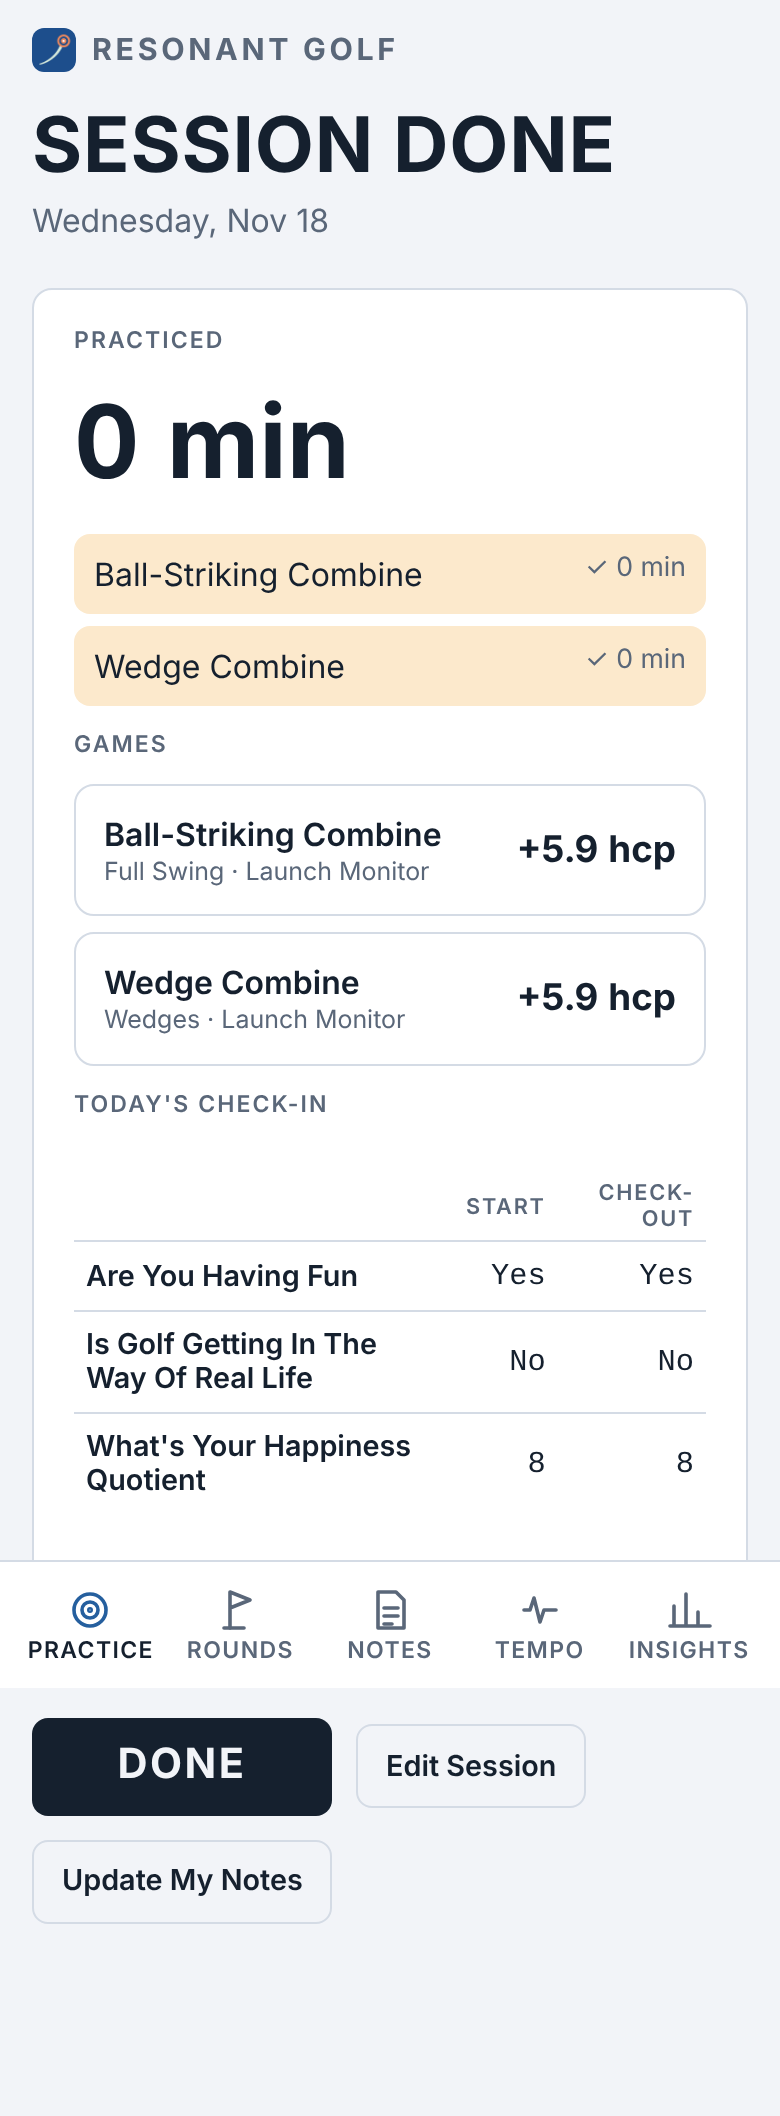 RESONANT GOLF
SESSION DONE
Wednesday, Nov 18
PRACTICED
0 min
Ball-Striking Combine ✓ 0 min
Wedge Combine ✓ 0 min
GAMES
Ball-Striking Combine
Full Swing · Launch Monitor
+5.9 hcp
Wedge Combine
Wedges · Launch Monitor
+5.9 hcp
TODAY'S CHECK-IN
START CHECK-
OUT
Are You Having Fun Yes Yes
Is Golf Getting In The
Way Of Real Life No No
What's Your Happiness
Quotient 8 8
PRACTICE ROUNDS NOTES TEMPO INSIGHTS
DONE Edit Session
Update My Notes